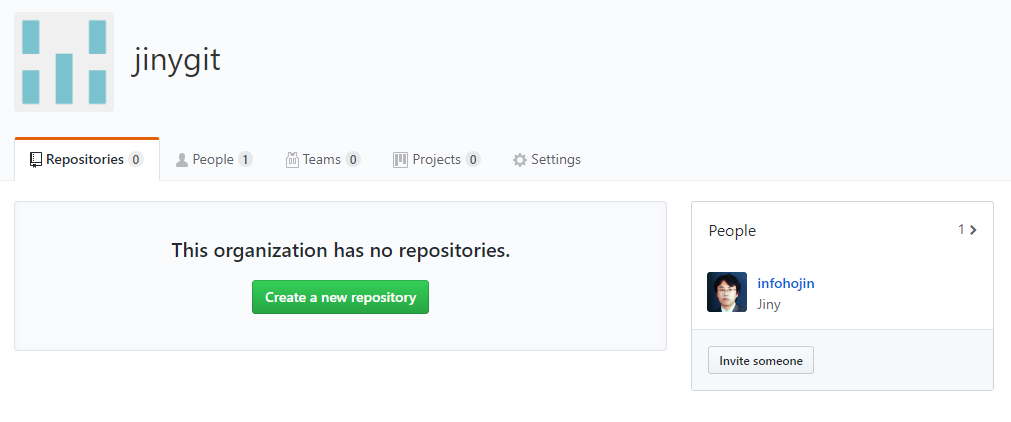 jinygit
Repositories 0 People 1 Teams 0 Projects 0 Settings
This organization has no repositories.
Create a new repository
People 1
infohojin
Jiny
Invite someone